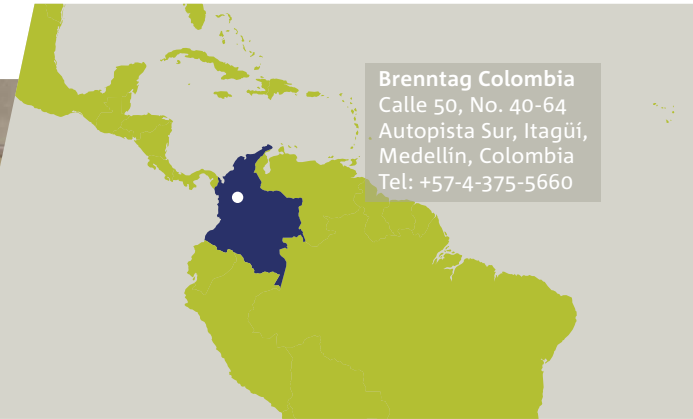 Brenntag Colombia
Calle 50, No. 40-64
Autopista Sur, Itagüí,
Medellín, Colombia
Tel: +57-4-375-5660